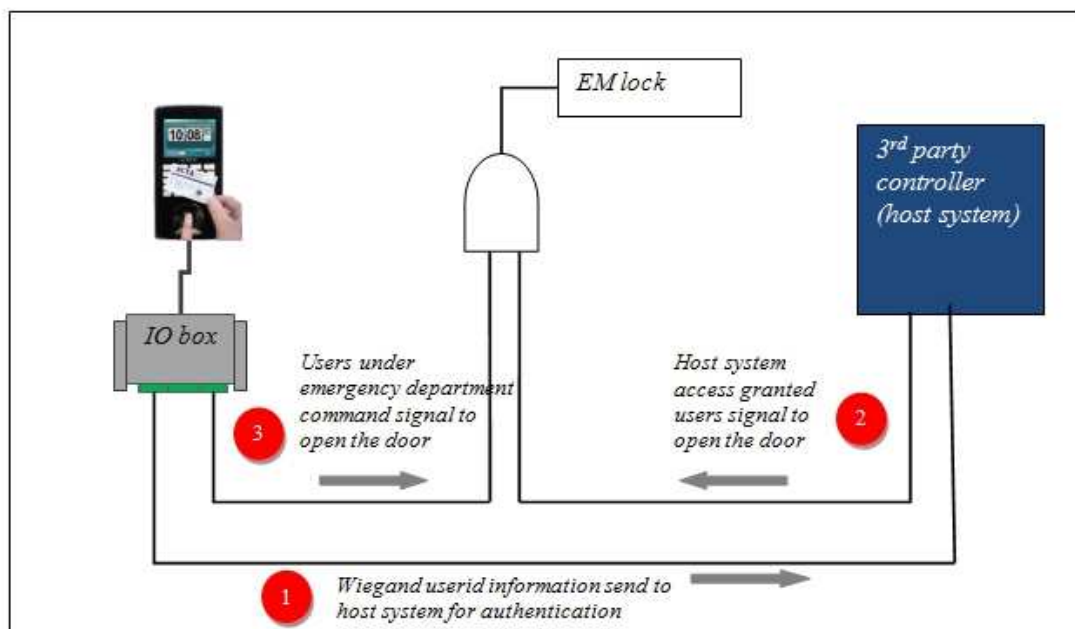 EM lock
10:08
3rd party
controller
(host system)
IO box
Users under
emergency department
command signal to
open the door
3
Host system
access granted
users signal to
open the door
2
1
Wiegand userid information send to
host system for authentication